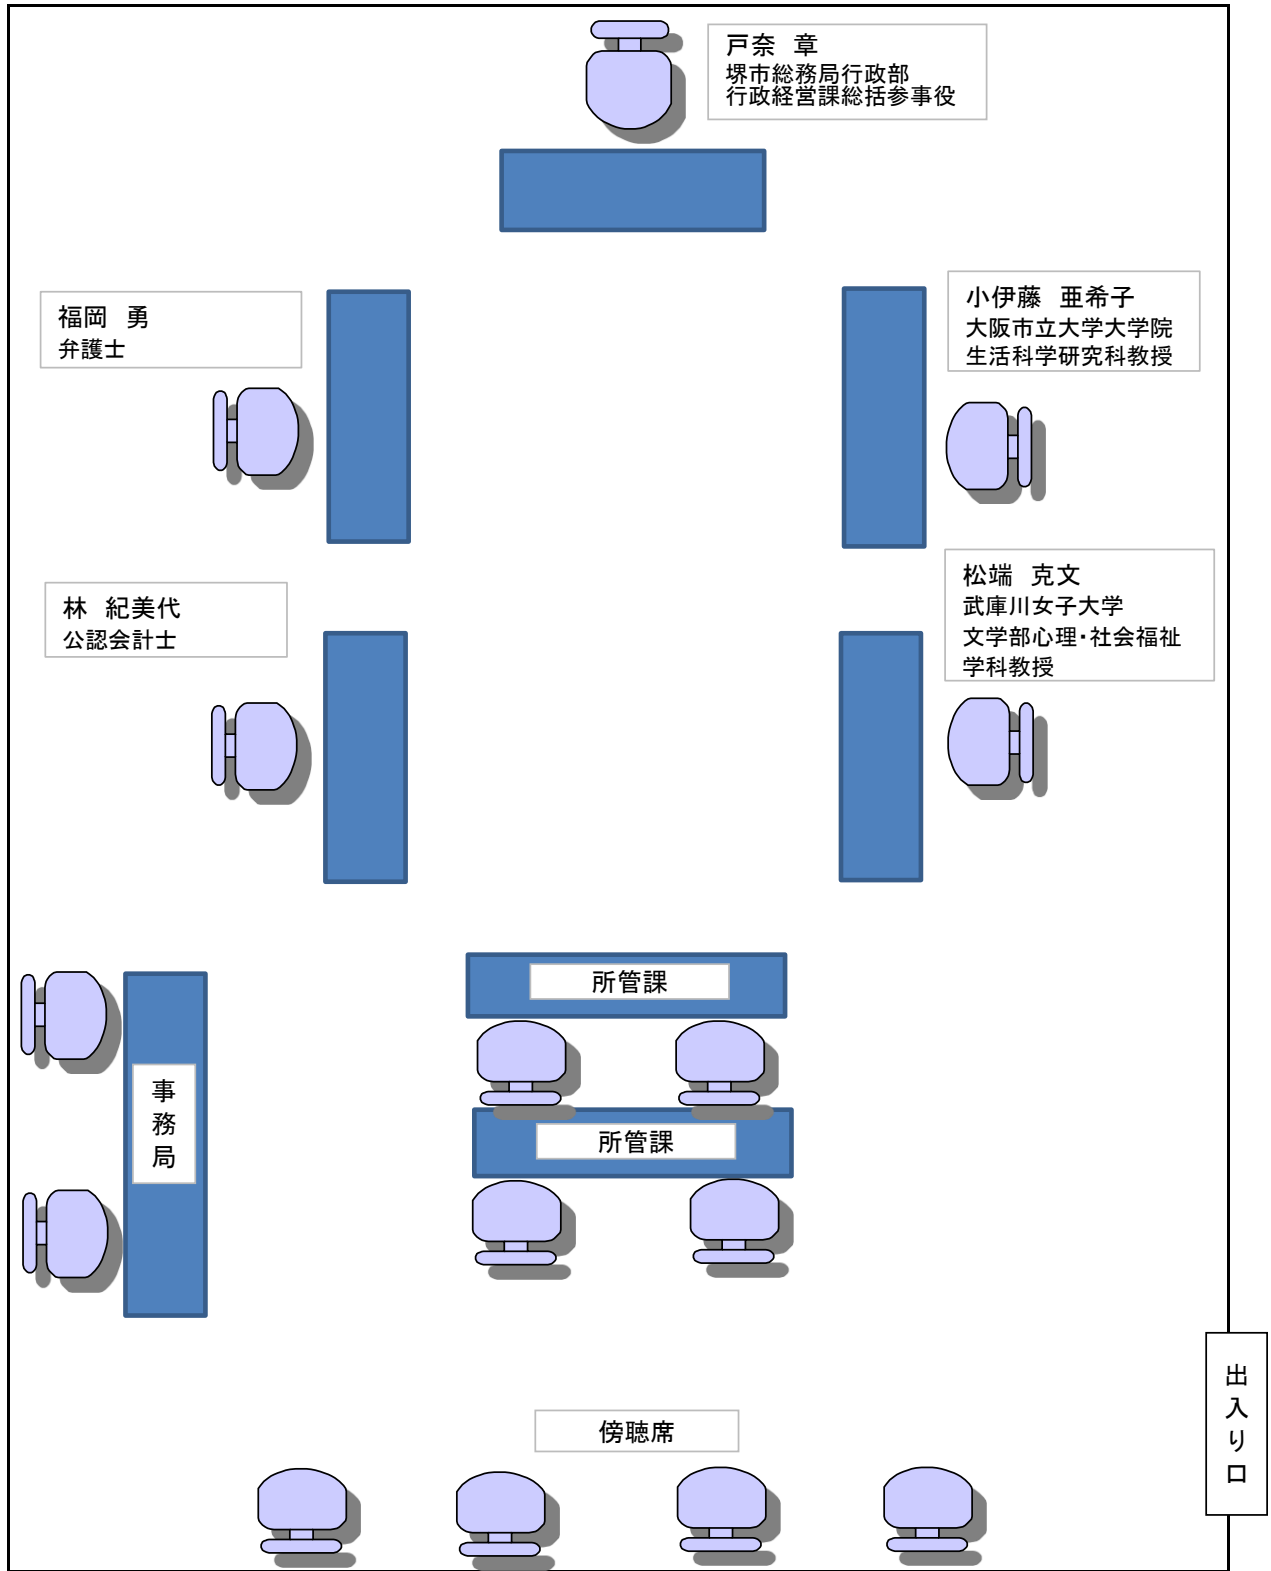 戸奈　章
堺市総務局行政部
行政経営課総括参事役
福岡　勇
弁護士
小伊藤　亜希子
大阪市立大学大学院
生活科学研究科教授
林　紀美代
公認会計士
松端　克文
武庫川女子大学
文学部心理・社会福祉
学科教授
所管課
所管課
事務局
出入り口
傍聴席